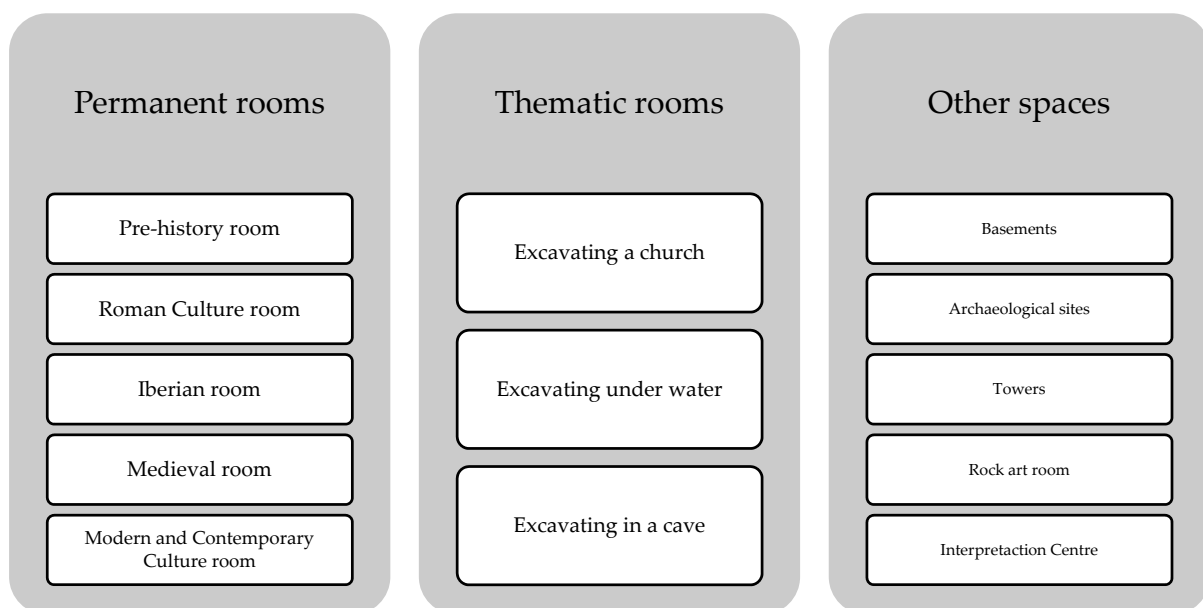 Permanent rooms
Pre-history room
Roman Culture room
Iberian room
Medieval room
Modern and Contemporary
Culture room
Thematic rooms
Excavating a church
Excavating under water
Excavating in a cave
Other spaces
Basements
Archaeological sites
Towers
Rock art room
Interpretaction Centre